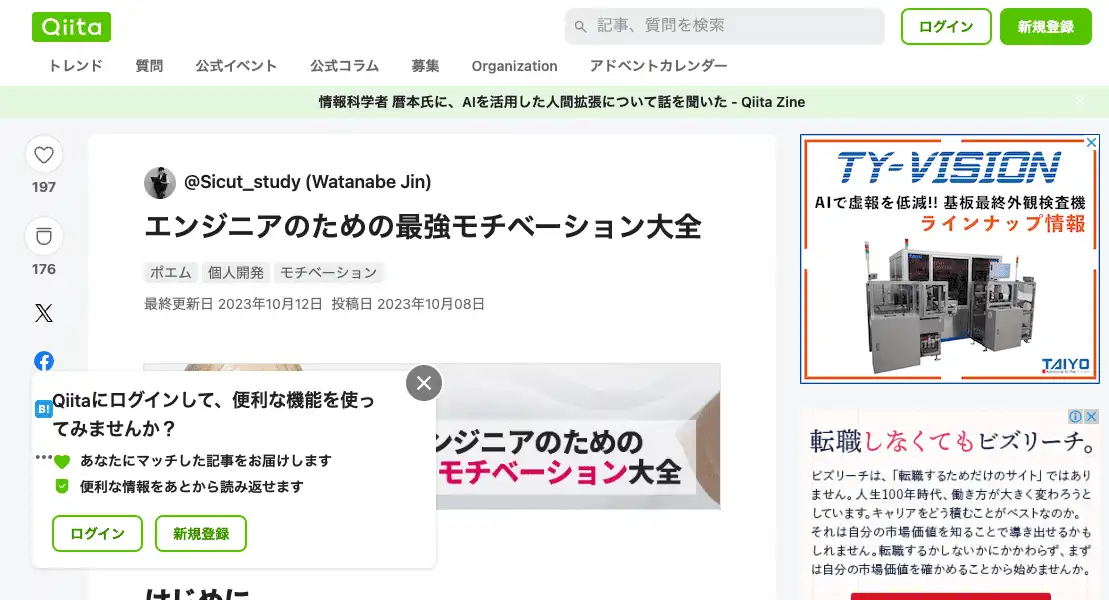 Qiita
記事、質問を検索
ログイン
新規登録
トレンド 質問 公式イベント 公式コラム 募集 Organization アドベントカレンダー
情報科学者 暦本氏に、AIを活用した人間拡張について話を聞いた - Qiita Zine
197
176
@Sicut_study (Watanabe Jin)
エンジニアのための最強モチベーション大全
ポエム 個人開発 モチベーション
最終更新日 2023年10月12日 投稿日 2023年10月08日
ンジニアのための
モチベーション大全
B!
Qiitaにログインして、便利な機能を使っ
てみませんか？
あなたにマッチした記事をお届けします
便利な情報をあとから読み返せます
ログイン
新規登録
はじめに
TY-VISION
AIで虚報を低減!! 基板最終外観検査機
ラインナップ情報
TAIYO
転職しなくてもビズリーチ。
ビズリーチは、「転職するためだけのサイト」ではあり
ません。人生100年時代、働き方が大きく変わろうと
しています。キャリアをどう積むことがベストなのか。
それは自分の市場価値を知ることで導き出せるかも
しれません。転職するかしないかにかかわらず、まず
は自分の市場価値を確かめることから始めませんか。